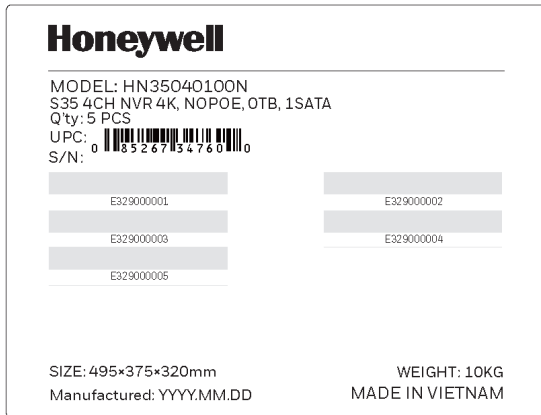 Honeywell
MODEL: HN35040100N
S35 4CH NVR 4K, NOPOE, 0TB, 1SATA
Q'ty: 5 PCS
UPC: 0 85267 34760 0
S/N:
E329000001 E329000002
E329000003 E329000004
E329000005
SIZE: 495×375×320mm WEIGHT: 10KG
Manufactured: YYYY.MM.DD MADE IN VIETNAM